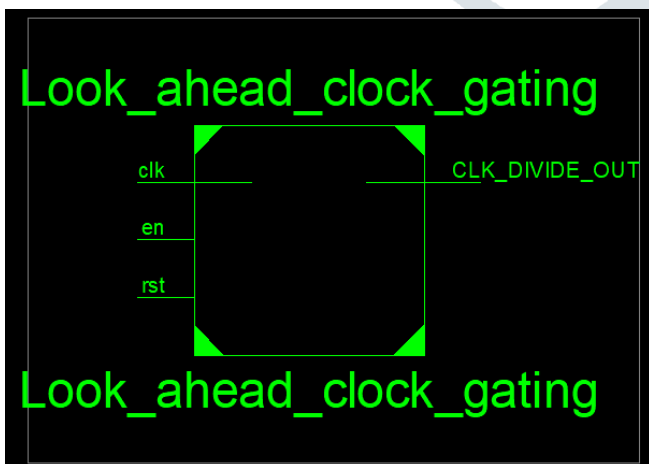 Look_ahead_clock_gating
clk
CLK_DIVIDE_OUT
en
rst
Look_ahead_clock_gating